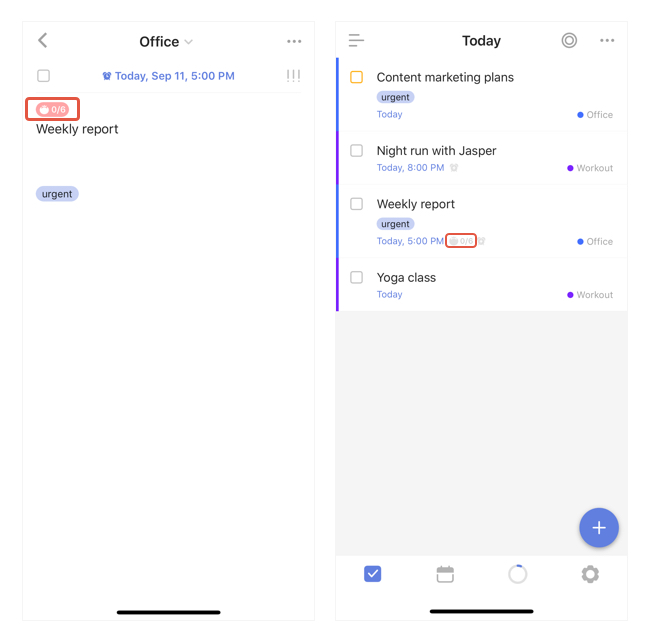 Office
Today, Sep 11, 5:00 PM
0/6
Weekly report
urgent
Today
Content marketing plans
urgent
Today
Office
Night run with Jasper
Today, 8:00 PM
Workout
Weekly report
urgent
Today, 5:00 PM 0/6
Office
Yoga class
Today
Workout